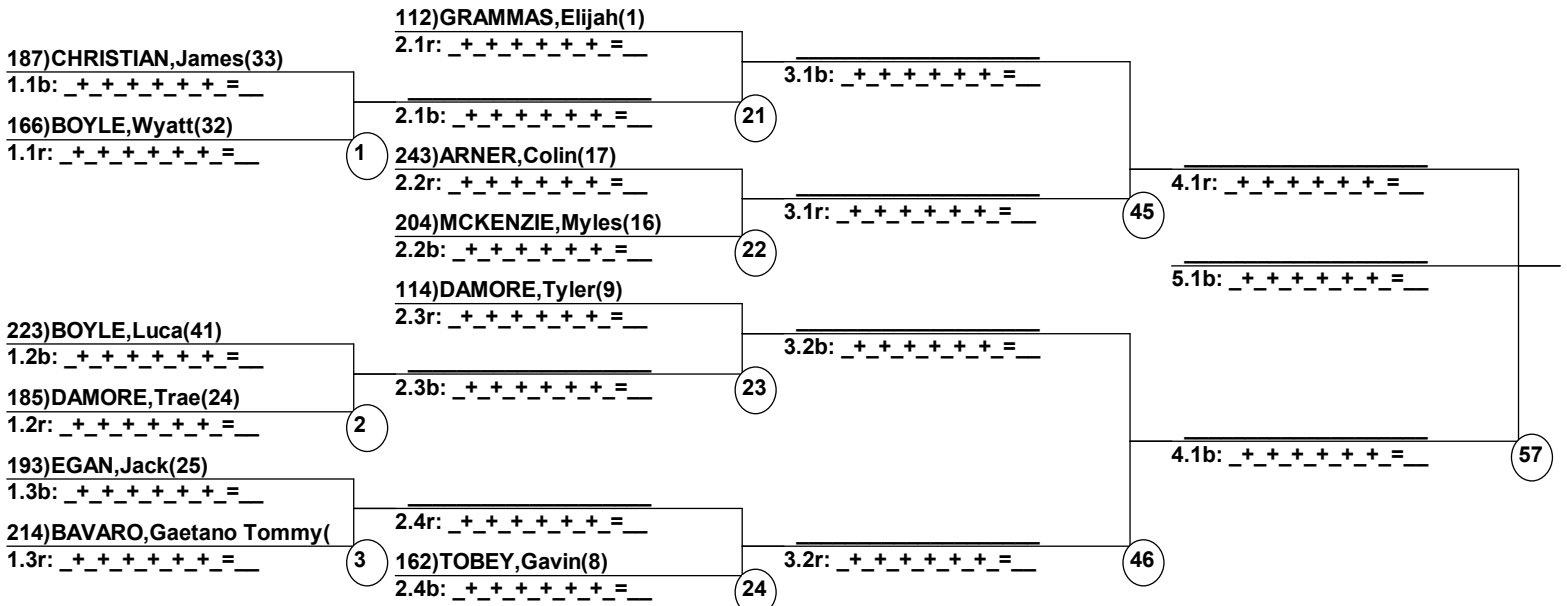 187)CHRISTIAN,James(33)
1.1b: _+_+_+_+_+_=__
166)BOYLE,Wyatt(32)
1.1r: _+_+_+_+_+_=__
1
223)BOYLE,Luca(41)
1.2b: _+_+_+_+_+_=__
185)DAMORE,Trae(24)
1.2r: _+_+_+_+_+_=__
2
193)EGAN,Jack(25)
1.3b: _+_+_+_+_+_=__
214)BAVARO,Gaetano Tommy(
1.3r: _+_+_+_+_+_=__
3
112)GRAMMAS,Elijah(1)
2.1r: _+_+_+_+_+_=__
2.1b: _+_+_+_+_+_=__
21
243)ARNER,Colin(17)
2.2r: _+_+_+_+_+_=__
204)MCKENZIE,Myles(16)
2.2b: _+_+_+_+_+_=__
22
114)DAMORE,Tyler(9)
2.3r: _+_+_+_+_+_=__
2.3b: _+_+_+_+_+_=__
23
2.4r: _+_+_+_+_+_=__
162)TOBEY,Gavin(8)
2.4b: _+_+_+_+_+_=__
24
3.1b: _+_+_+_+_+_=__
3.1r: _+_+_+_+_+_=__
45
3.2b: _+_+_+_+_+_=__
3.2r: _+_+_+_+_+_=__
46
4.1r: _+_+_+_+_+_=__
5.1b: _+_+_+_+_+_=__
4.1b: _+_+_+_+_+_=__
57